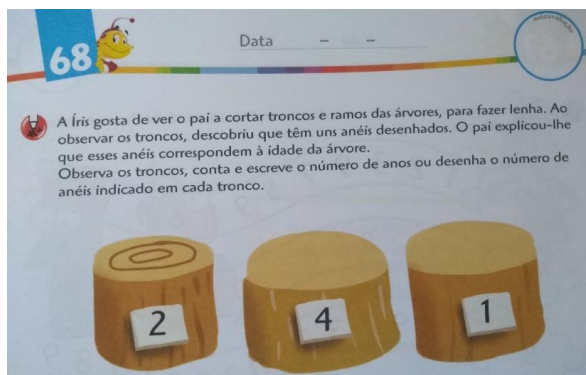 autoavaliação
68
Data - -
A Íris gosta de ver o pai a cortar troncos e ramos das árvores, para fazer lenha. Ao
observar os troncos, descobriu que têm uns anéis desenhados. O pai explicou-lhe
que esses anéis correspondem à idade da árvore.
Observa os troncos, conta e escreve o número de anos ou desenha o número de
anéis indicado em cada tronco.
2 4 1